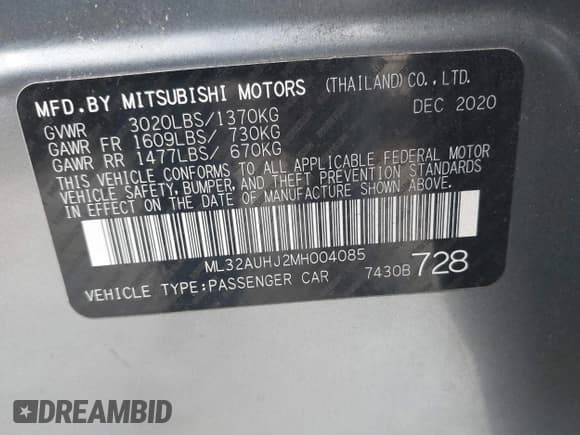 MFD.BY MITSUBISHI MOTORS (THAILAND)CO.,LTD.
DEC 2020
GVWR 3020LBS/1370KG
GAWR FR 1609LBS/ 730KG
GAWR RR 1477LBS/ 670KG
THIS VEHICLE CONFORMS TO ALL APPLICABLE FEDERAL MOTOR
VEHICLE SAFETY,BUMPER,AND THEFT PREVENTION STANDARDS
IN EFFECT ON THE DATE OF MANUFACTURE SHOWN ABOVE.
ML32AUHJ2MH004085
VEHICLE TYPE:PASSENGER CAR 7430B 728
DREAMBID